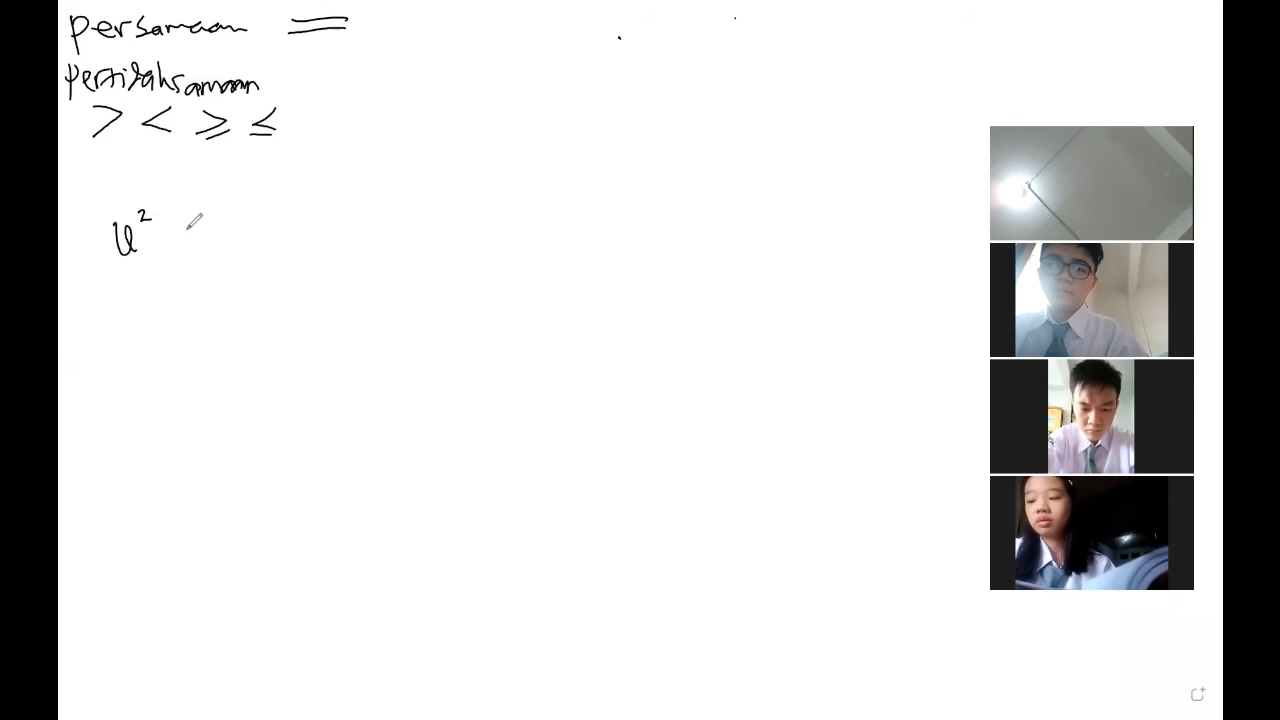 persamaan =
pertidaksamaan
> < ≥ ≤
u²